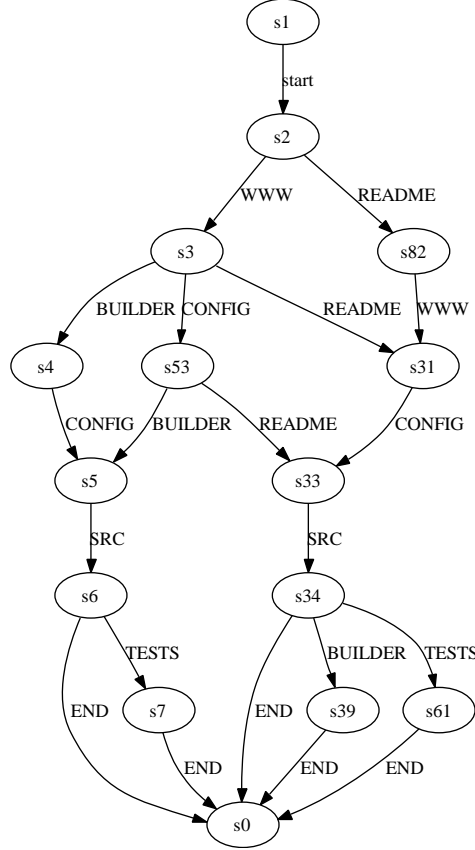 s1
start
s2
WWW
README
s3
s82
BUILDER
CONFIG
README
WWW
s4
s53
s31
CONFIG
BUILDER
README
CONFIG
s5
s33
SRC
SRC
s6
s34
TESTS
BUILDER
TESTS
END
s7
END
s39
s61
END
END
END
s0